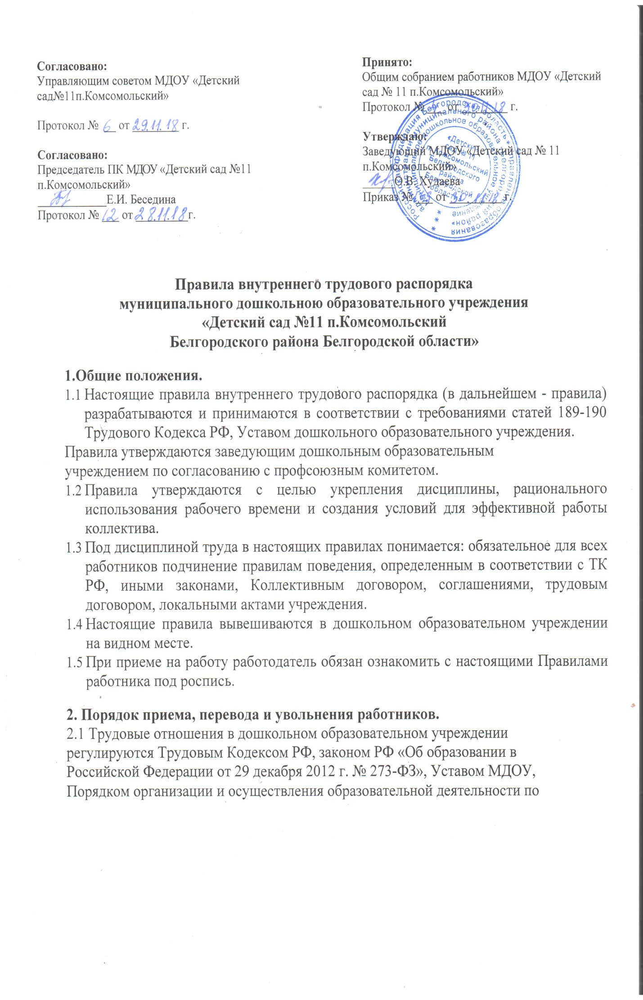 Согласовано:
Управляющим советом МДОУ «Детский
сад№11п.Комсомольский»
Протокол № 6 от 29.11.18 г.
Согласовано:
Председатель ПК МДОУ «Детский сад №11
п.Комсомольский»
Е.И. Беседина
Протокол № 12 от 28.11.18 г.
Принято:
Общим собранием работников МДОУ «Детский
сад № 11 п.Комсомольский»
Протокол № от 30.11.18 г.
Утверждаю:
Заведующий МДОУ «Детский сад № 11
п.Комсомольский»
О.В. Худаева
Приказ № от 30.11.18 г.
«Детский
сад № 11
п. Комсомольский
Белгородского
района
Белгородской
области»
Правила внутреннего трудового распорядка
муниципального дошкольною образовательного учреждения
«Детский сад №11 п.Комсомольский
Белгородского района Белгородской области»
1.Общие положения.
1.1 Настоящие правила внутреннего трудового распорядка (в дальнейшем - правила)
разрабатываются и принимаются в соответствии с требованиями статей 189-190
Трудового Кодекса РФ, Уставом дошкольного образовательного учреждения.
Правила утверждаются заведующим дошкольным образовательным
учреждением по согласованию с профсоюзным комитетом.
1.2 Правила утверждаются с целью укрепления дисциплины, рационального
использования рабочего времени и создания условий для эффективной работы
коллектива.
1.3 Под дисциплиной труда в настоящих правилах понимается: обязательное для всех
работников подчинение правилам поведения, определенным в соответствии с ТК
РФ, иными законами, Коллективным договором, соглашениями, трудовым
договором, локальными актами учреждения.
1.4 Настоящие правила вывешиваются в дошкольном образовательном учреждении
на видном месте.
1.5 При приеме на работу работодатель обязан ознакомить с настоящими Правилами
работника под роспись.
2. Порядок приема, перевода и увольнения работников.
2.1 Трудовые отношения в дошкольном образовательном учреждении
регулируются Трудовым Кодексом РФ, законом РФ «Об образовании в
Российской Федерации от 29 декабря 2012 г. № 273-ФЗ», Уставом МДОУ,
Порядком организации и осуществления образовательной деятельности по